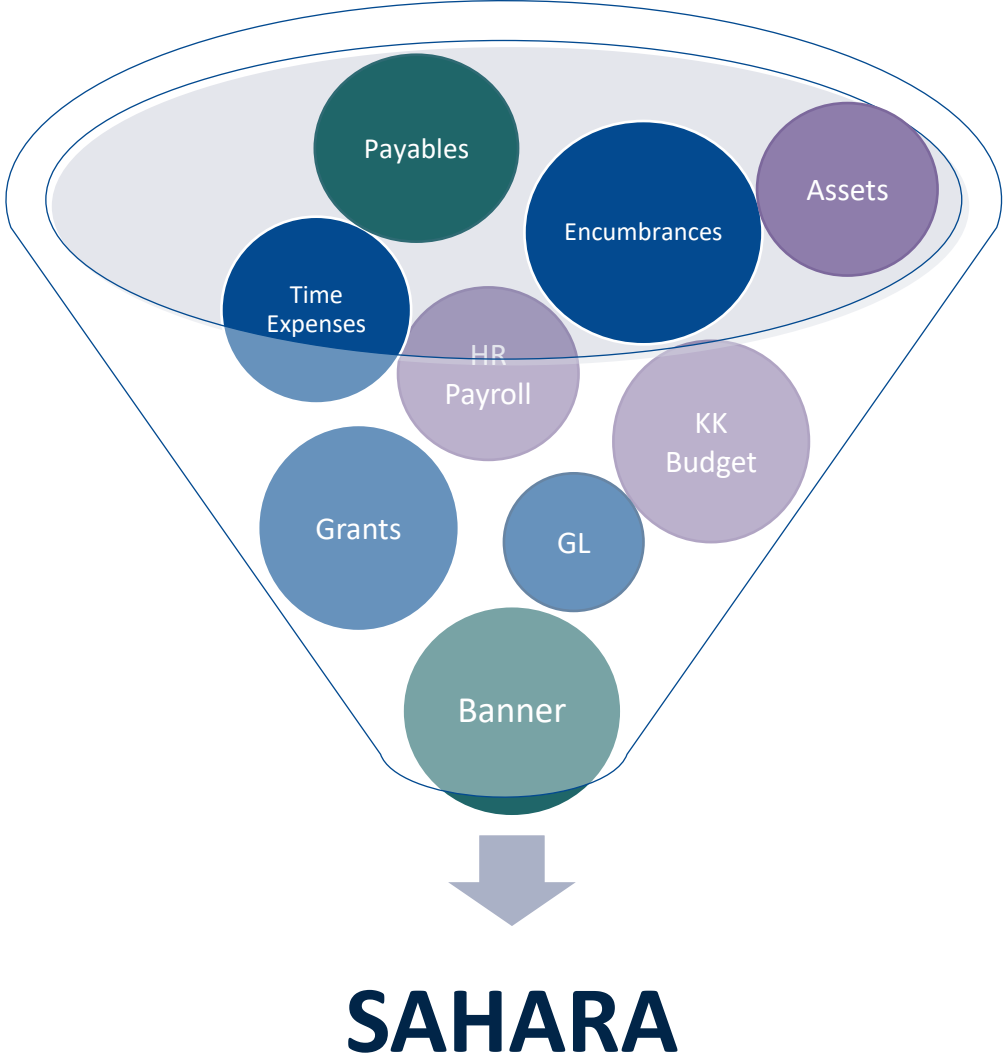 Payables
Assets
Encumbrances
Time
Expenses
HR
Payroll
KK
Budget
Grants
GL
Banner
SAHARA